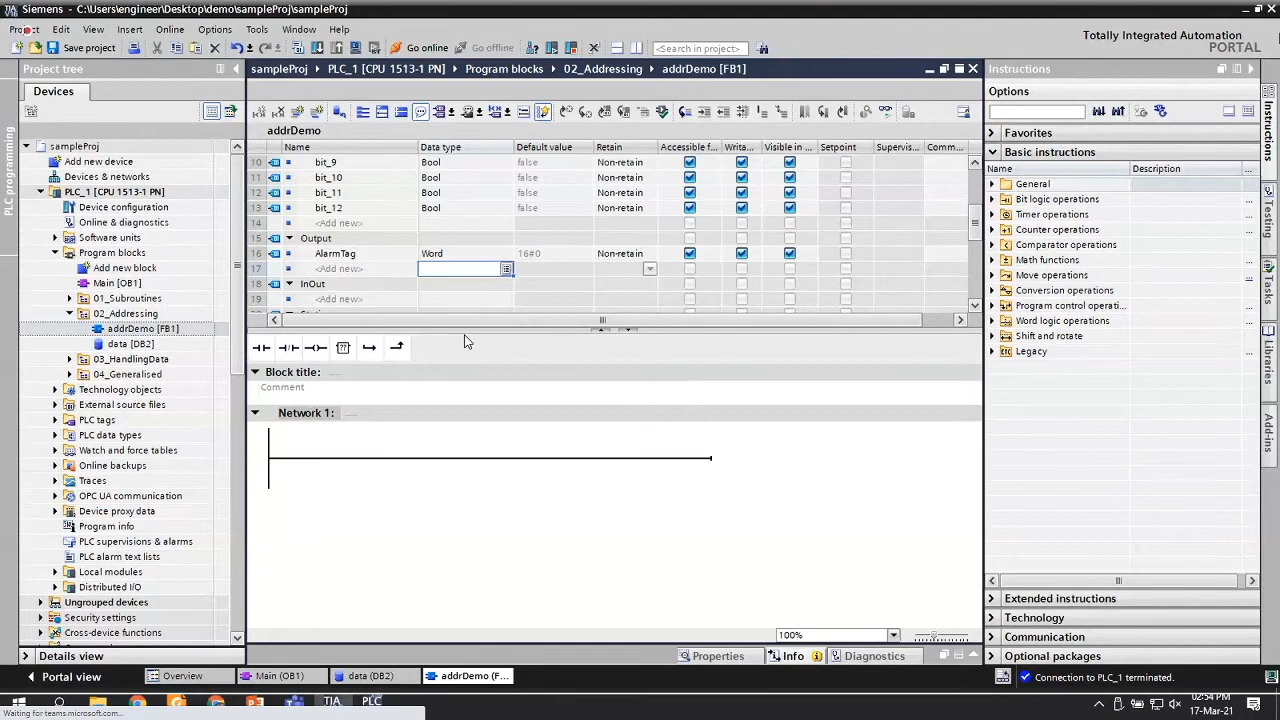 Siemens - C:\Users\engineer\Desktop\demo\sampleProj\sampleProj
Project Edit View Insert Online Options Tools Window Help
Totally Integrated Automation
PORTAL
Save project
Go online
Go offline
<Search in project>
Project tree
sampleProj PLC_1 [CPU 1513-1 PN] Program blocks 02_Addressing addrDemo [FB1]
Instructions
Devices
Options
addrDemo
Name Data type Default value Retain Accessible f... Writa... Visible in ... Setpoint Supervis... Comm...
10 bit_9 Bool false Non-retain
11 bit_10 Bool false Non-retain
12 bit_11 Bool false Non-retain
13 bit_12 Bool false Non-retain
14 <Add new>
15 Output
16 AlarmTag Word 16#0 Non-retain
17 <Add new>
18 InOut
19 <Add new>
sampleProj
Add new device
Devices & networks
PLC_1 [CPU 1513-1 PN]
Device configuration
Online & diagnostics
Software units
Program blocks
Add new block
Main [OB1]
01_Subroutines
02_Addressing
addrDemo [FB1]
data [DB2]
03_HandlingData
04_Generalised
Technology objects
External source files
PLC tags
PLC data types
Watch and force tables
Online backups
Traces
OPC UA communication
Device proxy data
Program info
PLC supervisions & alarms
PLC alarm text lists
Local modules
Distributed I/O
Ungrouped devices
Security settings
Cross-device functions
Details view
PLC programming
Block title: .....
Comment
Network 1: .....
100%
Properties
Info
Diagnostics
Favorites
Basic instructions
Name Description
General
Bit logic operations ...
Timer operations ...
Counter operations ...
Comparator operations ...
Math functions ...
Move operations ...
Conversion operations ...
Program control operati... ...
Word logic operations ...
Shift and rotate ...
Legacy ...
Extended instructions
Technology
Communication
Optional packages
Instructions
Testing
Tasks
Libraries
Add-ins
Portal view
Overview
Main (OB1)
data (DB2)
addrDemo (F...
Connection to PLC_1 terminated.
Waiting for teams.microsoft.com...
02:54 PM
17-Mar-21